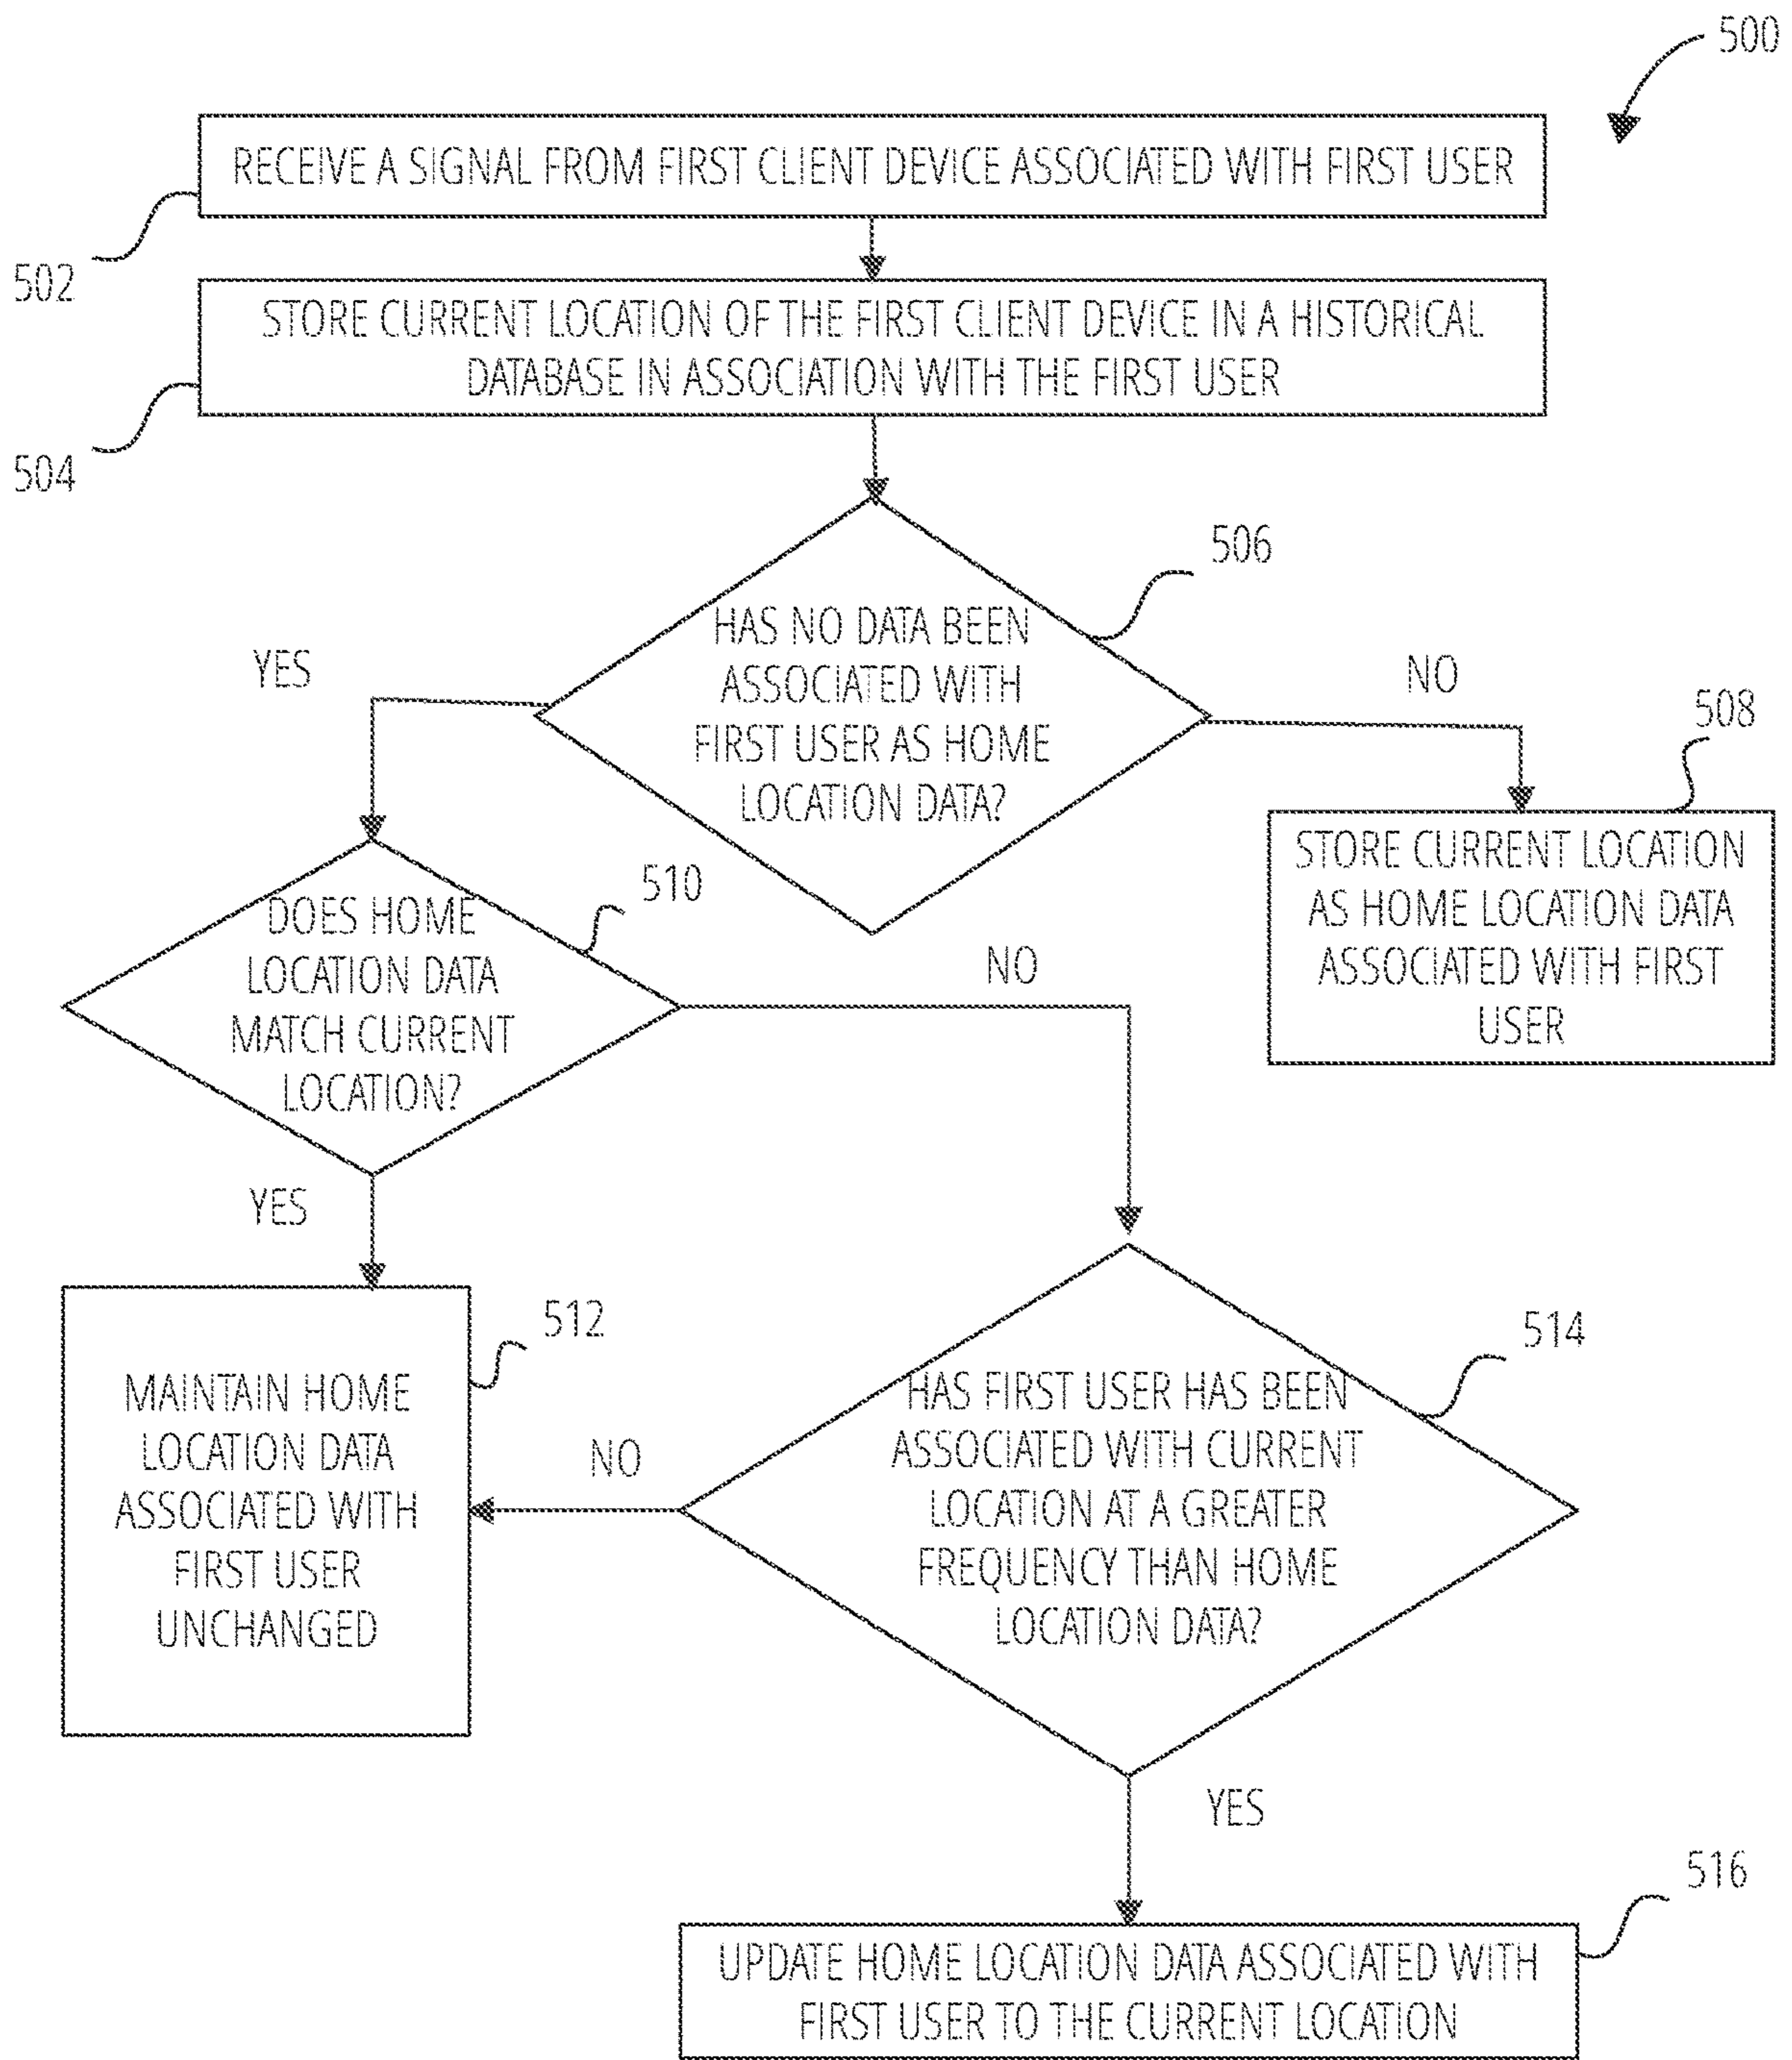 500
RECEIVE A SIGNAL FROM FIRST CLIENT DEVICE ASSOCIATED WITH FIRST USER
502
STORE CURRENT LOCATION OF THE FIRST CLIENT DEVICE IN A HISTORICAL
DATABASE IN ASSOCIATION WITH THE FIRST USER
504
506
HAS NO DATA BEEN
ASSOCIATED WITH
FIRST USER AS HOME
LOCATION DATA?
YES
NO
508
STORE CURRENT LOCATION
AS HOME LOCATION DATA
ASSOCIATED WITH FIRST
USER
510
DOES HOME
LOCATION DATA
MATCH CURRENT
LOCATION?
NO
YES
512
MAINTAIN HOME
LOCATION DATA
ASSOCIATED WITH
FIRST USER
UNCHANGED
514
HAS FIRST USER HAS BEEN
ASSOCIATED WITH CURRENT
LOCATION AT A GREATER
FREQUENCY THAN HOME
LOCATION DATA?
NO
YES
516
UPDATE HOME LOCATION DATA ASSOCIATED WITH
FIRST USER TO THE CURRENT LOCATION